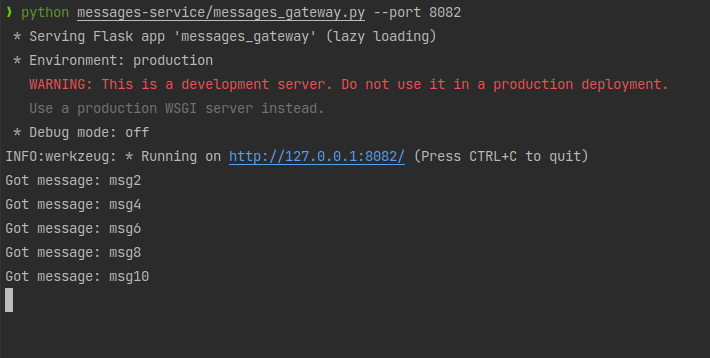 ❯ python messages-service/messages_gateway.py --port 8082
* Serving Flask app 'messages_gateway' (lazy loading)
* Environment: production
WARNING: This is a development server. Do not use it in a production deployment.
Use a production WSGI server instead.
* Debug mode: off
INFO:werkzeug: * Running on http://127.0.0.1:8082/ (Press CTRL+C to quit)
Got message: msg2
Got message: msg4
Got message: msg6
Got message: msg8
Got message: msg10